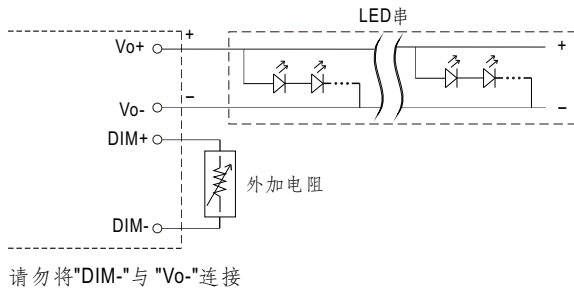 LED串
Vo+ +
+
Vo- −
−
DIM+
外加电阻
DIM-
请勿将"DIM-"与 "Vo-"连接